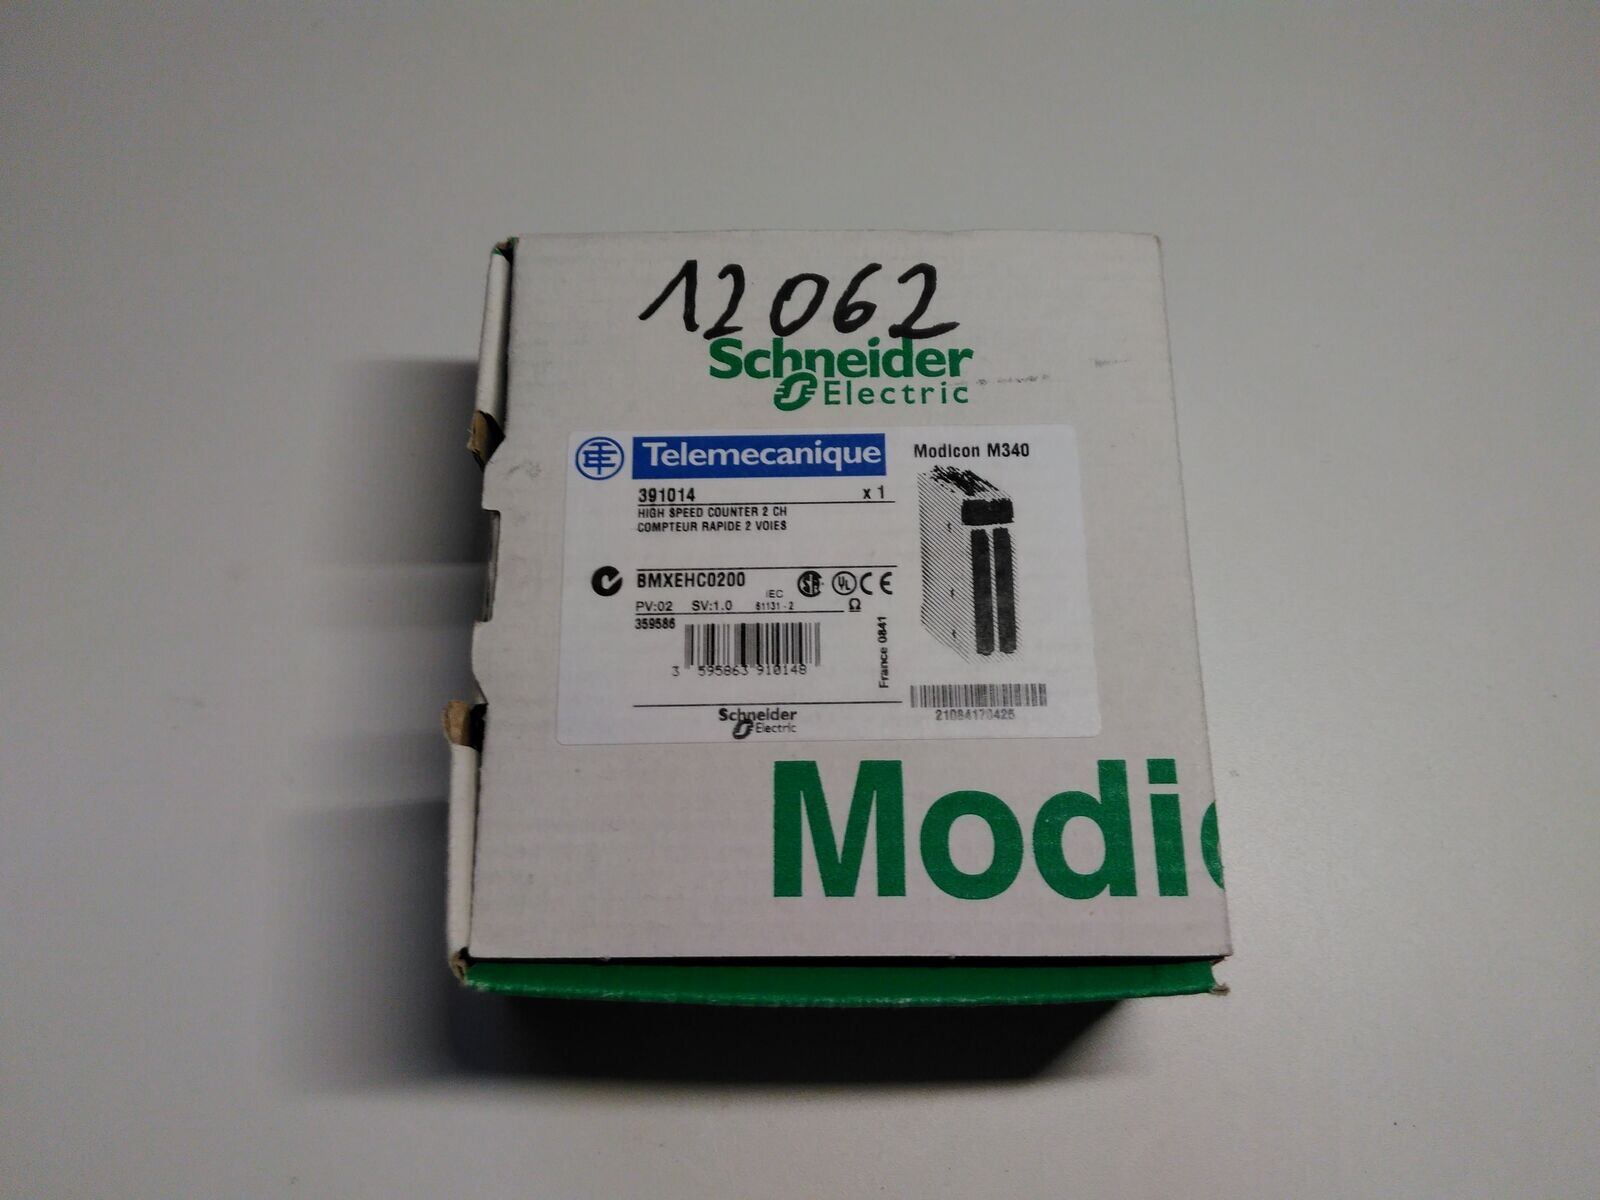 12062
Schneider
Electric
Telemecanique
Modicon M340
391014 x 1
HIGH SPEED COUNTER 2 CH
COMPTEUR RAPIDE 2 VOIES
BMXEHC0200
PV:02 SV:1.0 IEC 61131-2
359586
3 595863 910148
France 0841
21084170425
Schneider
Electric
Modic